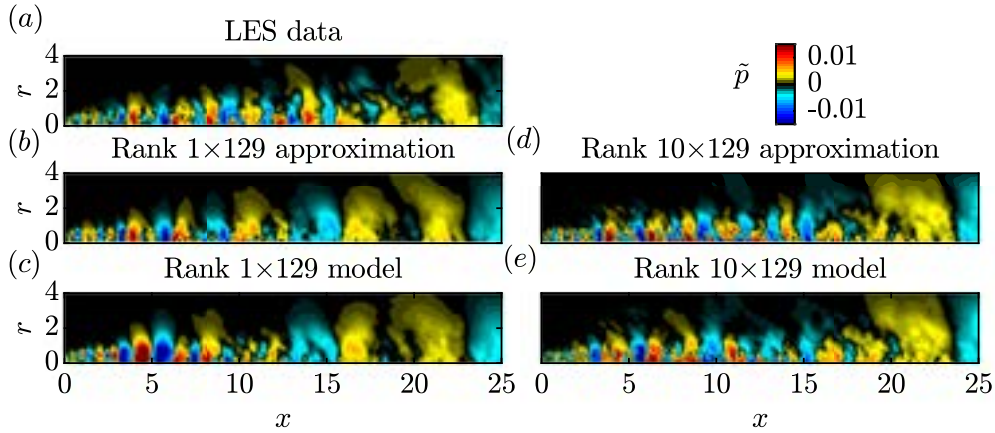 (a)
LES data
4
2
0
r
p̃
0.01
0
-0.01
(b)
Rank 1×129 approximation
4
2
0
r
(d)
Rank 10×129 approximation
(c)
Rank 1×129 model
4
2
0
r
0 5 10 15 20 25
x
(e)
Rank 10×129 model
0 5 10 15 20 25
x